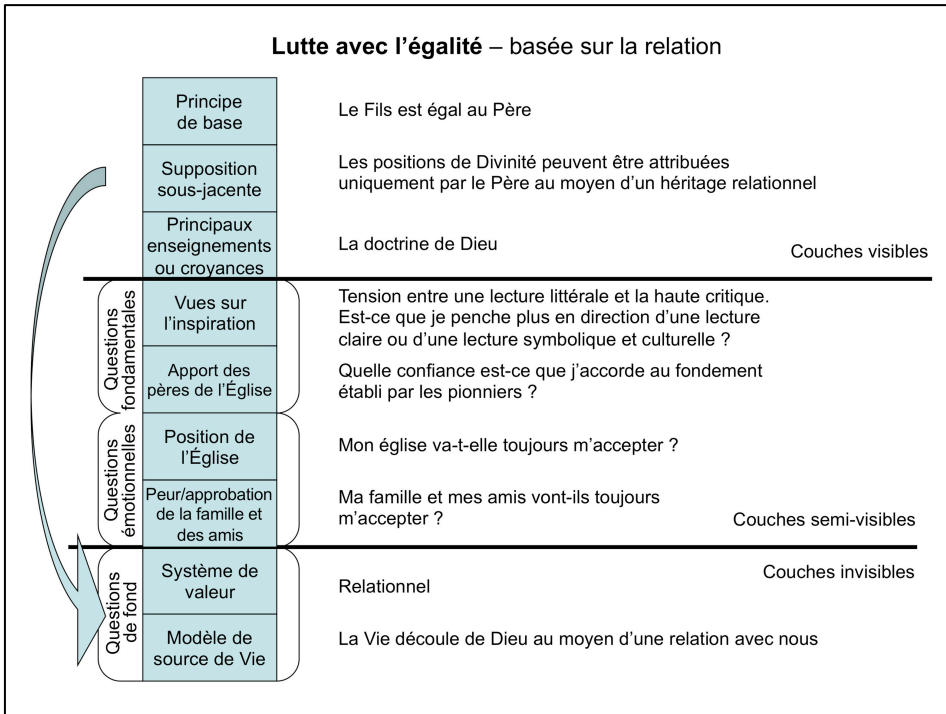 Lutte avec l’égalité – basée sur la relation
Principe
de base
Le Fils est égal au Père
Supposition
sous-jacente
Les positions de Divinité peuvent être attribuées
uniquement par le Père au moyen d’un héritage relationnel
Principaux
enseignements
ou croyances
La doctrine de Dieu
Couches visibles
Questions
fondamentales
Vues sur
l’inspiration
Tension entre une lecture littérale et la haute critique.
Est-ce que je penche plus en direction d’une lecture
claire ou d’une lecture symbolique et culturelle ?
Apport des
pères de l’Église
Quelle confiance est-ce que j’accorde au fondement
établi par les pionniers ?
Questions
émotionnelles
Position de
l’Église
Mon église va-t-elle toujours m’accepter ?
Peur/approbation
de la famille et
des amis
Ma famille et mes amis vont-ils toujours
m’accepter ?
Couches semi-visibles
Couches invisibles
Questions
de fond
Système de
valeur
Relationnel
Modèle de
source de Vie
La Vie découle de Dieu au moyen d’une relation avec nous